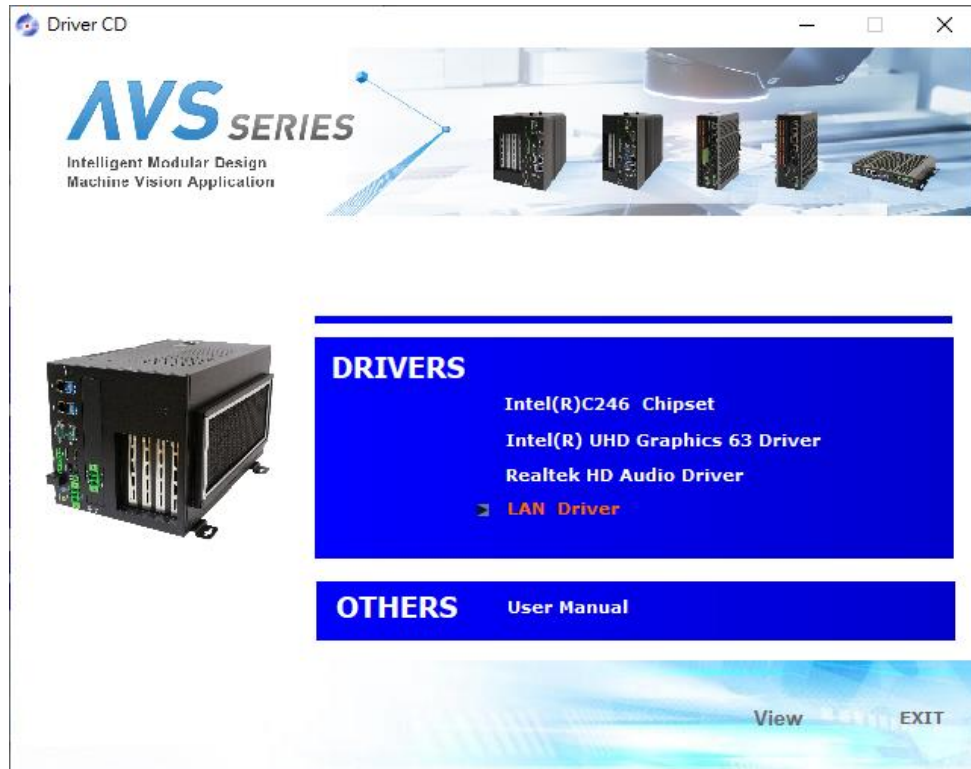 Driver CD
AVS SERIES
Intelligent Modular Design
Machine Vision Application
DRIVERS
Intel(R)C246 Chipset
Intel(R) UHD Graphics 63 Driver
Realtek HD Audio Driver
LAN Driver
OTHERS User Manual
View EXIT